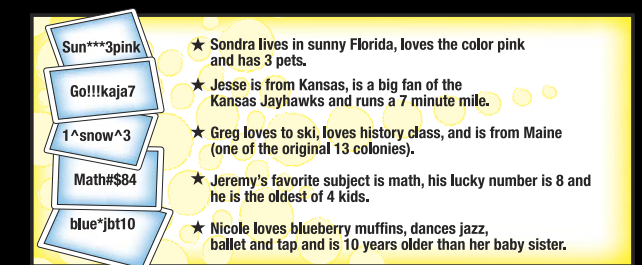 Sun***3pink
★ Sondra lives in sunny Florida, loves the color pink
and has 3 pets.
Go!!!kaja7
★ Jesse is from Kansas, is a big fan of the
Kansas Jayhawks and runs a 7 minute mile.
1^snow^3
★ Greg loves to ski, loves history class, and is from Maine
(one of the original 13 colonies).
Math#$84
★ Jeremy's favorite subject is math, his lucky number is 8 and
he is the oldest of 4 kids.
blue*jbt10
★ Nicole loves blueberry muffins, dances jazz,
ballet and tap and is 10 years older than her baby sister.